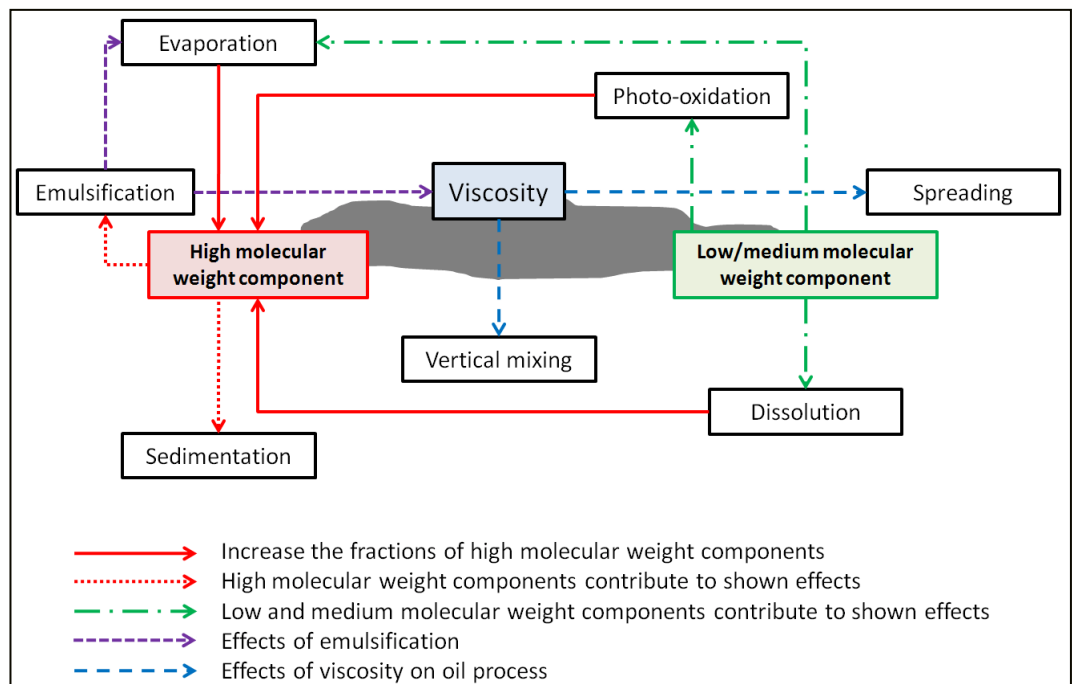 Evaporation
Photo-oxidation
Emulsification
Viscosity
Spreading
High molecular
weight component
Low/medium molecular
weight component
Vertical mixing
Dissolution
Sedimentation
Increase the fractions of high molecular weight components
High molecular weight components contribute to shown effects
Low and medium molecular weight components contribute to shown effects
Effects of emulsification
Effects of viscosity on oil process